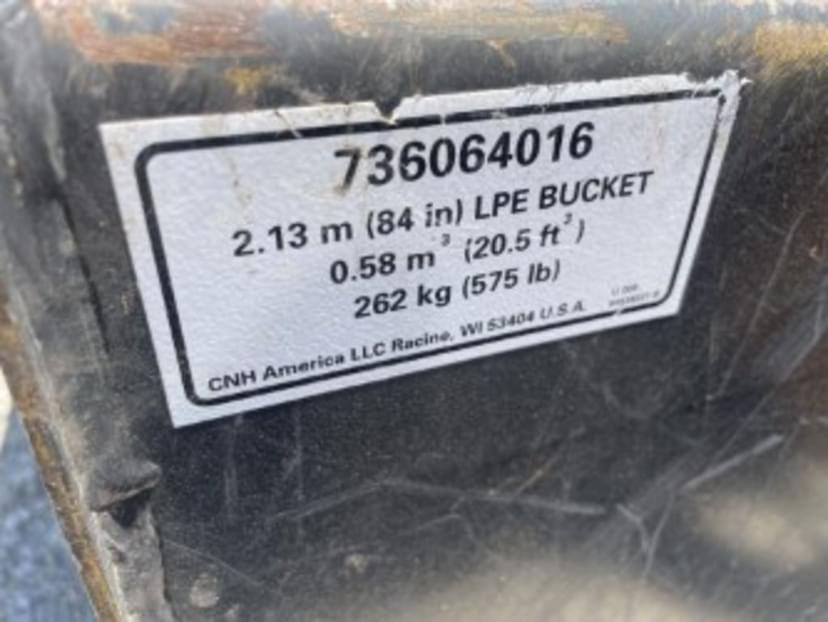 736064016
2.13 m (84 in) LPE BUCKET
0.58 m³ (20.5 ft³)
262 kg (575 lb)
CNH America LLC Racine, WI 53404 U.S.A.